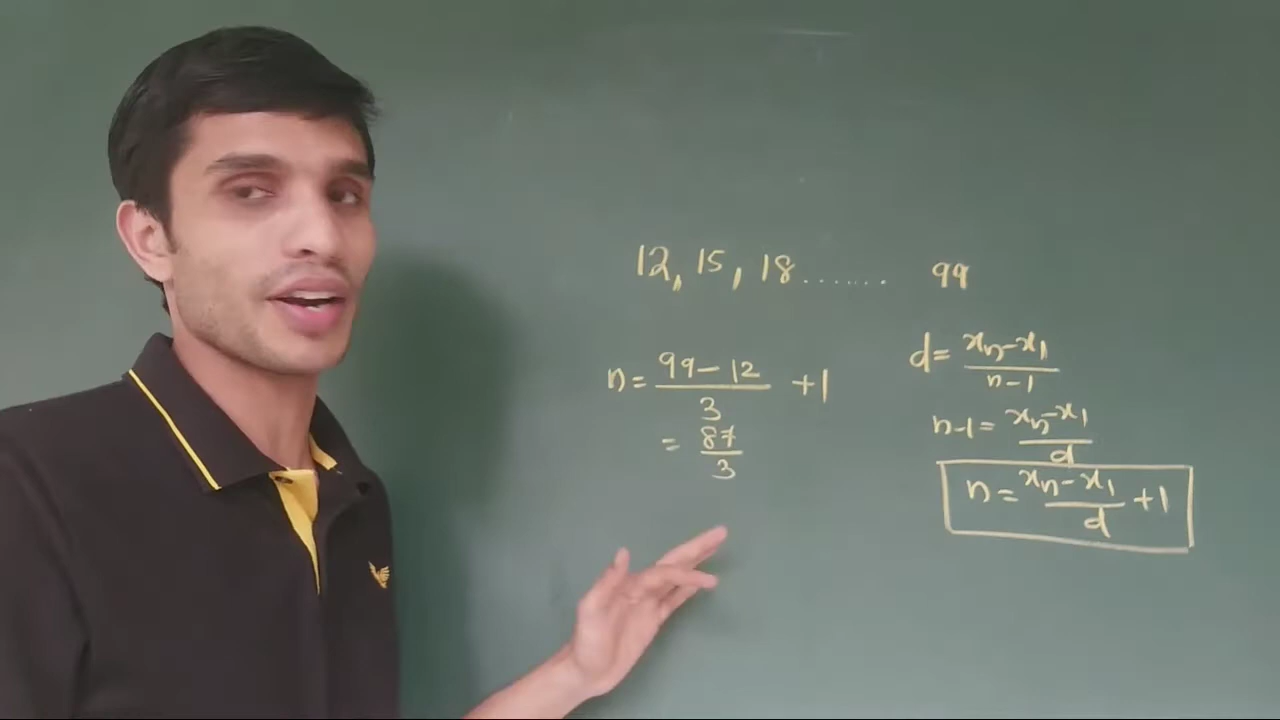 12, 15, 18 ....... 99
n = (99 - 12)/3 + 1
= 87/3
d = (xn - x1)/(n - 1)
n - 1 = (xn - x1)/d
n = (xn - x1)/d + 1